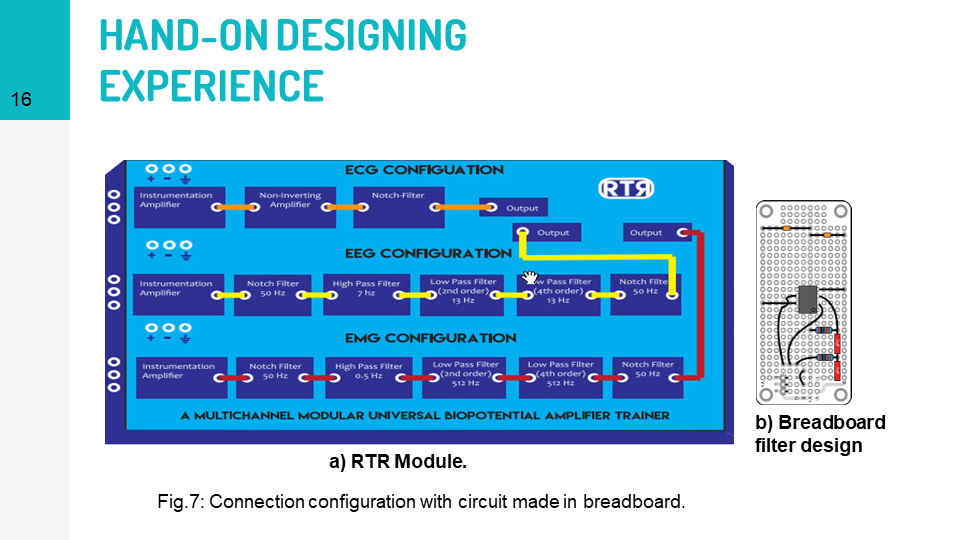 HAND-ON DESIGNING
EXPERIENCE
16
ECG CONFIGUATION
RTR
+ -
Instrumentation
Amplifier
Non-Inverting
Amplifier
Notch-Filter
Output
Output
Output
EEG CONFIGURATION
+ -
Instrumentation
Amplifier
Notch Filter
50 Hz
High Pass Filter
7 hz
Low Pass Filter
(2nd order)
13 Hz
Pass Filter
(4th order)
13 Hz
Notch Filte
50 Hz
EMG CONFIGURATION
+ -
Instrumentation
Amplifier
Notch Filter
50 Hz
High Pass Filter
0.5 Hz
Low Pass Filter
(2nd order)
512 Hz
Low Pass Filter
(4th order)
512 Hz
Notch Filter
50 Hz
A MULTICHANNEL MODULAR UNIVERSAL BIOPOTENTIAL AMPLIFIER TRAINER
a) RTR Module.
b) Breadboard
filter design
Fig.7: Connection configuration with circuit made in breadboard.